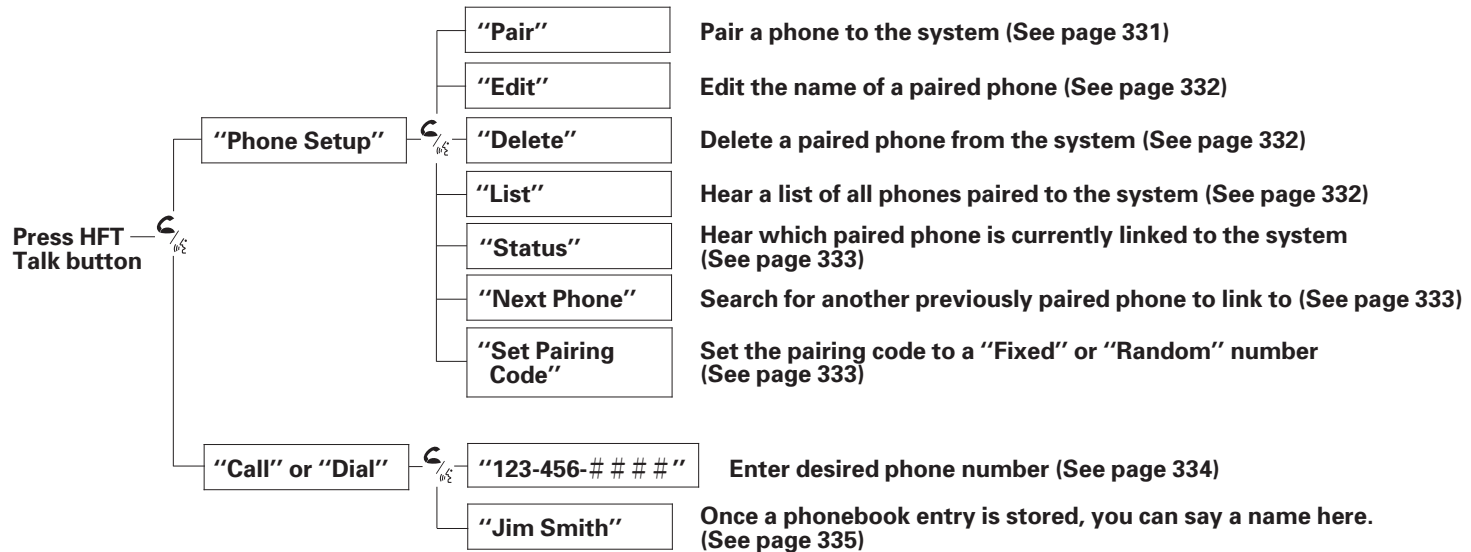 "Pair" Pair a phone to the system (See page 331)
"Edit" Edit the name of a paired phone (See page 332)
"Phone Setup" "Delete" Delete a paired phone from the system (See page 332)
"List" Hear a list of all phones paired to the system (See page 332)
Press HFT
Talk button
"Status" Hear which paired phone is currently linked to the system
(See page 333)
"Next Phone" Search for another previously paired phone to link to (See page 333)
"Set Pairing
Code"
Set the pairing code to a "Fixed" or "Random" number
(See page 333)
"Call" or "Dial" "123-456-####" Enter desired phone number (See page 334)
"Jim Smith" Once a phonebook entry is stored, you can say a name here.
(See page 335)